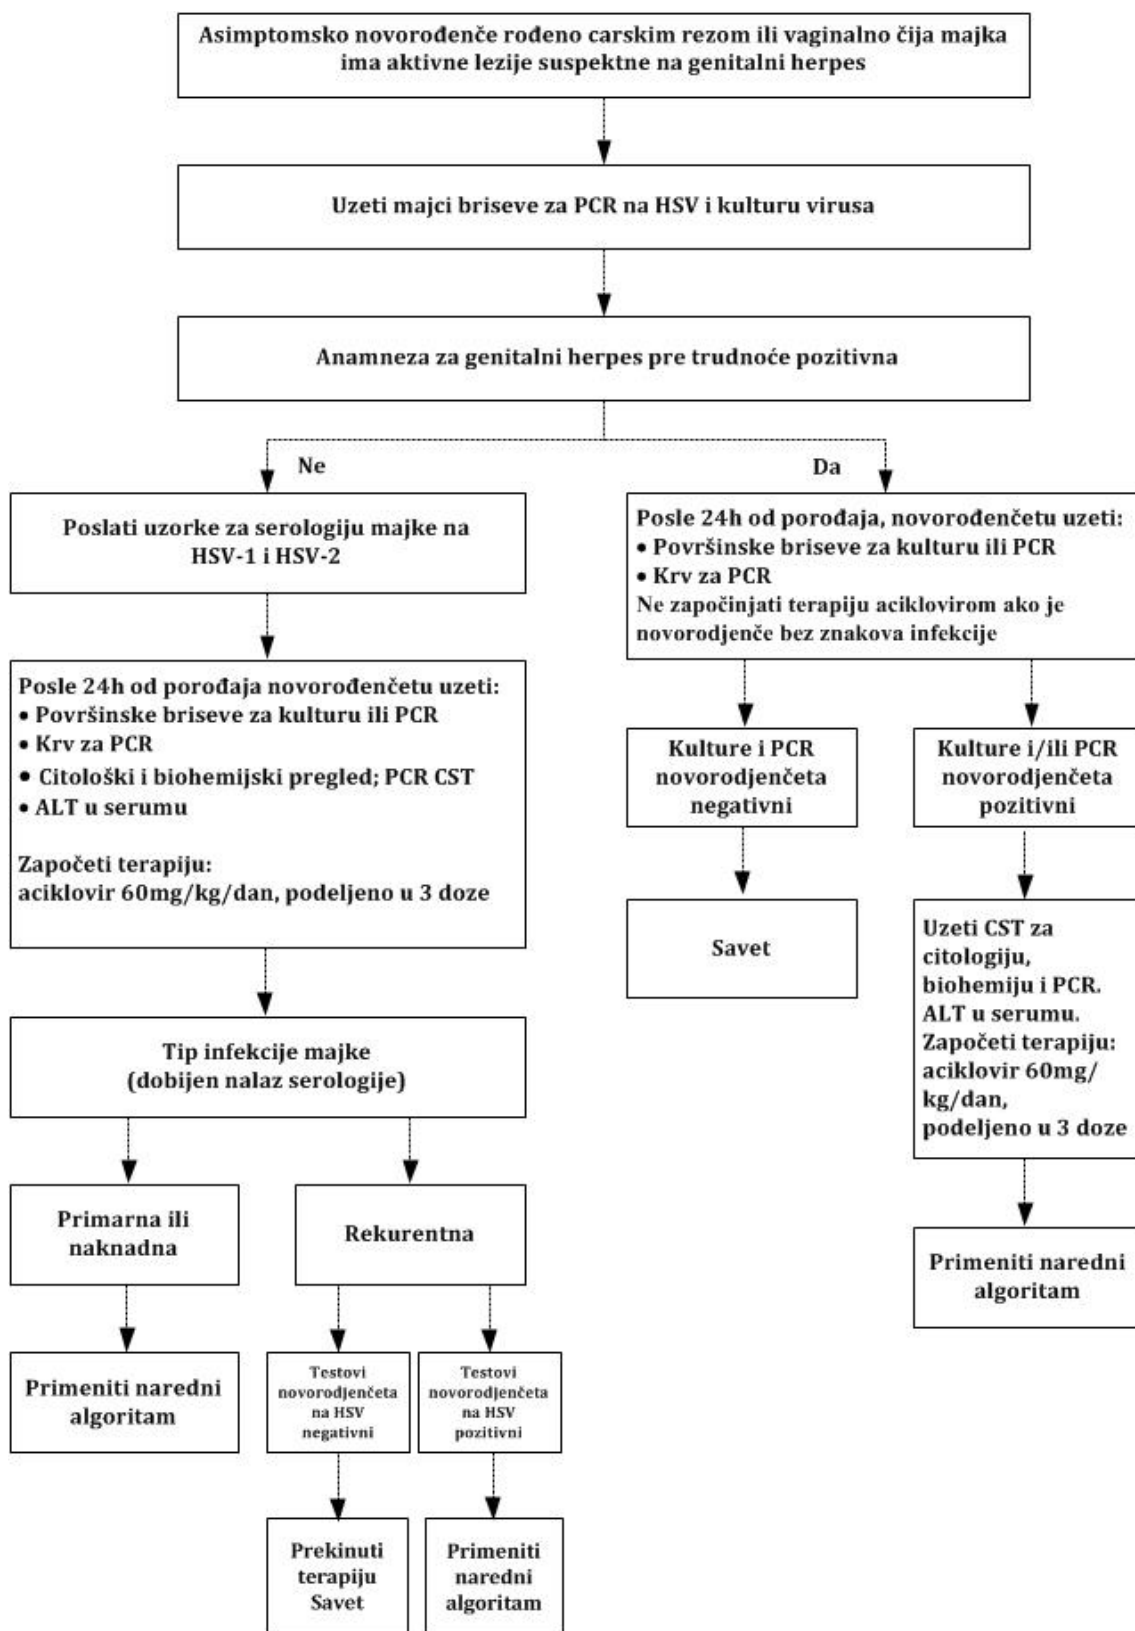 Asimptomsko novorođenče rođeno carskim rezom ili vaginalno čija majka
ima aktivne lezije suspektne na genitalni herpes
Uzeti majci briseve za PCR na HSV i kulturu virusa
Anamneza za genitalni herpes pre trudnoće pozitivna
Ne
Da
Poslati uzorke za serologiju majke na
HSV-1 i HSV-2
Posle 24h od porođaja novorođenčetu uzeti:
• Površinske briseve za kulturu ili PCR
• Krv za PCR
• Citološki i biohemijski pregled; PCR CST
• ALT u serumu
Započeti terapiju:
aciklovir 60mg/kg/dan, podeljeno u 3 doze
Tip infekcije majke
(dobijen nalaz serologije)
Primarna ili
naknadna
Primeniti naredni
algoritam
Rekurentna
Testovi
novorodjenčeta
na HSV
negativni
Prekinuti
terapiju
Savet
Testovi
novorodjenčeta
na HSV
pozitivni
Primeniti
naredni
algoritam
Posle 24h od porođaja, novorođenčetu uzeti:
• Površinske briseve za kulturu ili PCR
• Krv za PCR
Ne započinjati terapiju aciklovirom ako je
novorodjenče bez znakova infekcije
Kulture i PCR
novorodjenčeta
negativni
Savet
Kulture i/ili PCR
novorodjenčeta
pozitivni
Uzeti CST za
citologiju,
biohemiju i PCR.
ALT u serumu.
Započeti terapiju:
aciklovir 60mg/
kg/dan,
podeljeno u 3 doze
Primeniti naredni
algoritam